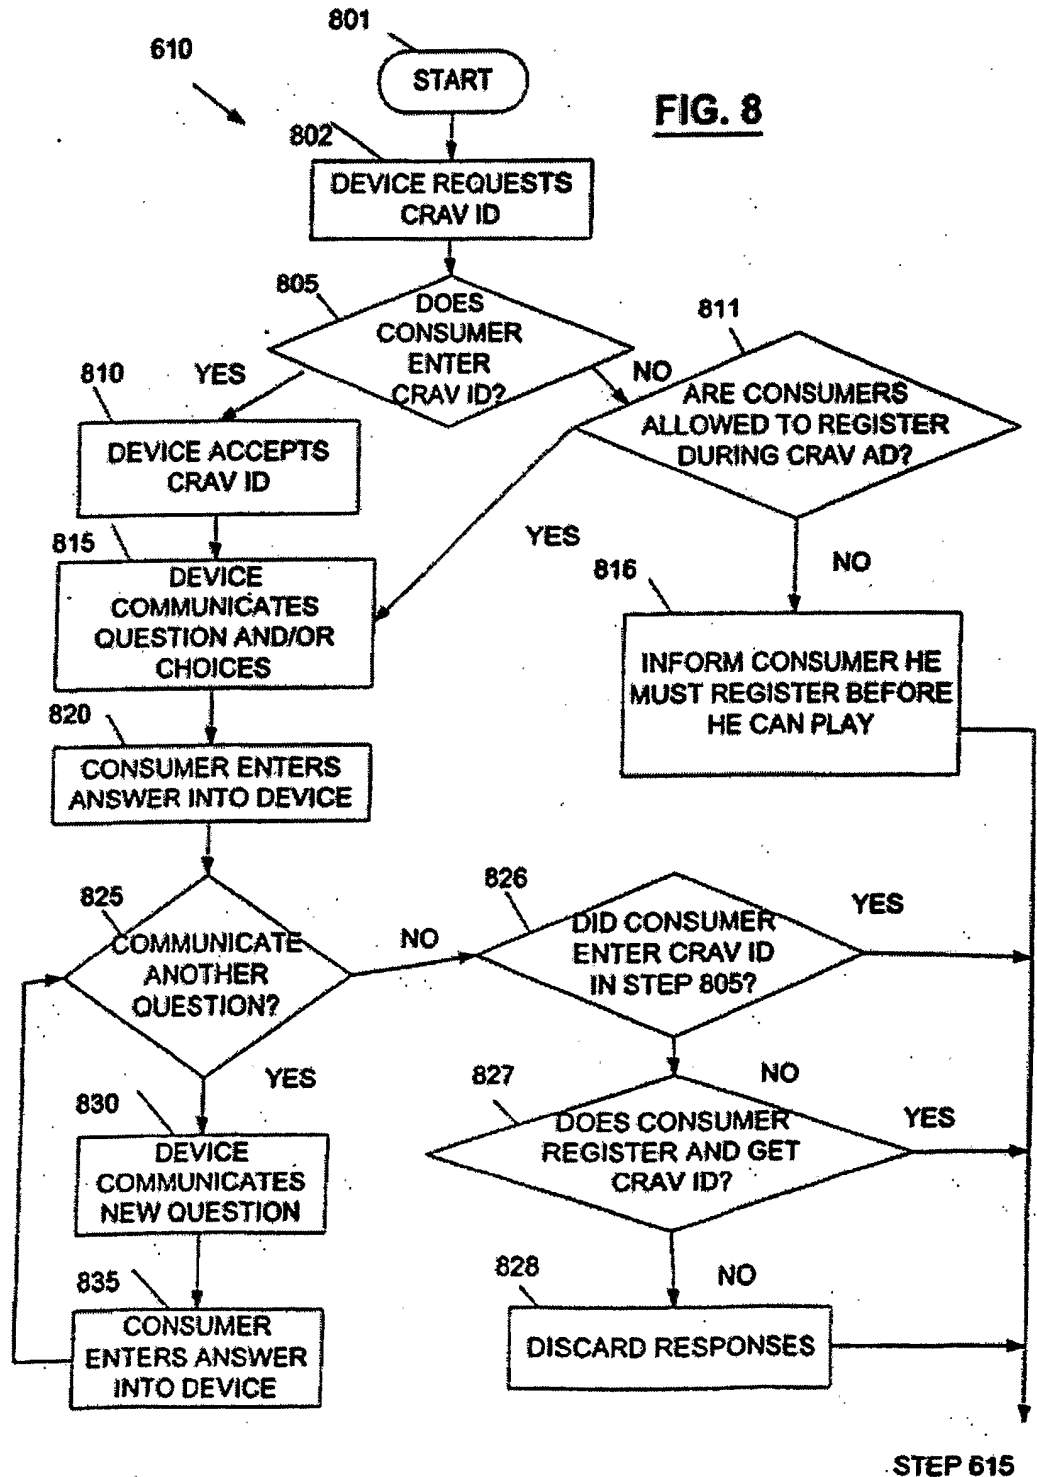 801
610
START
FIG. 8
802
DEVICE REQUESTS
CRAV ID
805
DOES
CONSUMER
ENTER
CRAV ID?
811
YES
NO
810
ARE CONSUMERS
ALLOWED TO REGISTER
DURING CRAV AD?
DEVICE ACCEPTS
CRAV ID
815
YES
NO
816
DEVICE
COMMUNICATES
QUESTION AND/OR
CHOICES
INFORM CONSUMER HE
MUST REGISTER BEFORE
HE CAN PLAY
820
CONSUMER ENTERS
ANSWER INTO DEVICE
825
COMMUNICATE
ANOTHER
QUESTION?
NO
826
DID CONSUMER
ENTER CRAV ID
IN STEP 805?
YES
YES
NO
827
DOES CONSUMER
REGISTER AND GET
CRAV ID?
YES
830
DEVICE
COMMUNICATES
NEW QUESTION
835
CONSUMER
ENTERS ANSWER
INTO DEVICE
828
NO
DISCARD RESPONSES
STEP 615